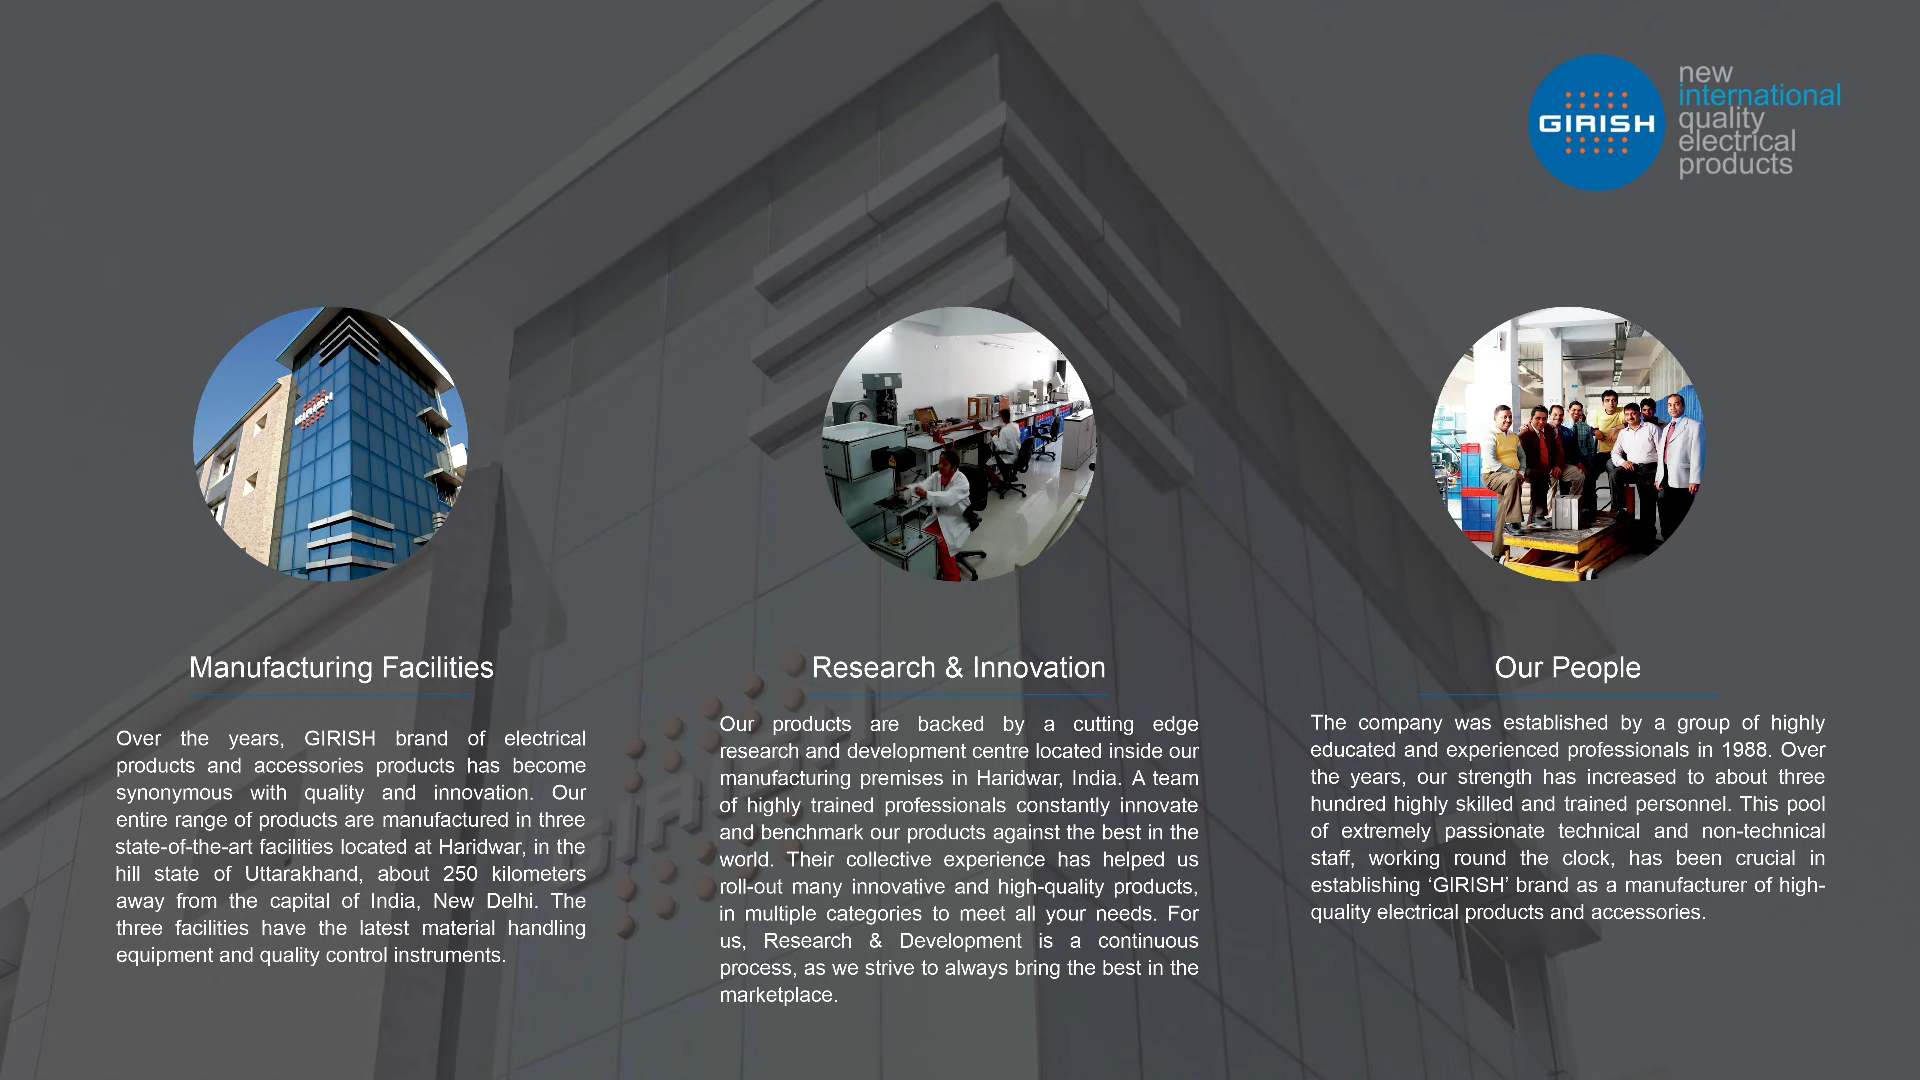 GIRISH
new
international
quality
electrical
products
GIRISH
Manufacturing Facilities
Over the years, GIRISH brand of electrical
products and accessories products has become
synonymous with quality and innovation. Our
entire range of products are manufactured in three
state-of-the-art facilities located at Haridwar, in the
hill state of Uttarakhand, about 250 kilometers
away from the capital of India, New Delhi. The
three facilities have the latest material handling
equipment and quality control instruments.
Research & Innovation
Our products are backed by a cutting edge
research and development centre located inside our
manufacturing premises in Haridwar, India. A team
of highly trained professionals constantly innovate
and benchmark our products against the best in the
world. Their collective experience has helped us
roll-out many innovative and high-quality products,
in multiple categories to meet all your needs. For
us, Research & Development is a continuous
process, as we strive to always bring the best in the
marketplace.
Our People
The company was established by a group of highly
educated and experienced professionals in 1988. Over
the years, our strength has increased to about three
hundred highly skilled and trained personnel. This pool
of extremely passionate technical and non-technical
staff, working round the clock, has been crucial in
establishing ‘GIRISH’ brand as a manufacturer of high-
quality electrical products and accessories.
GIRISH